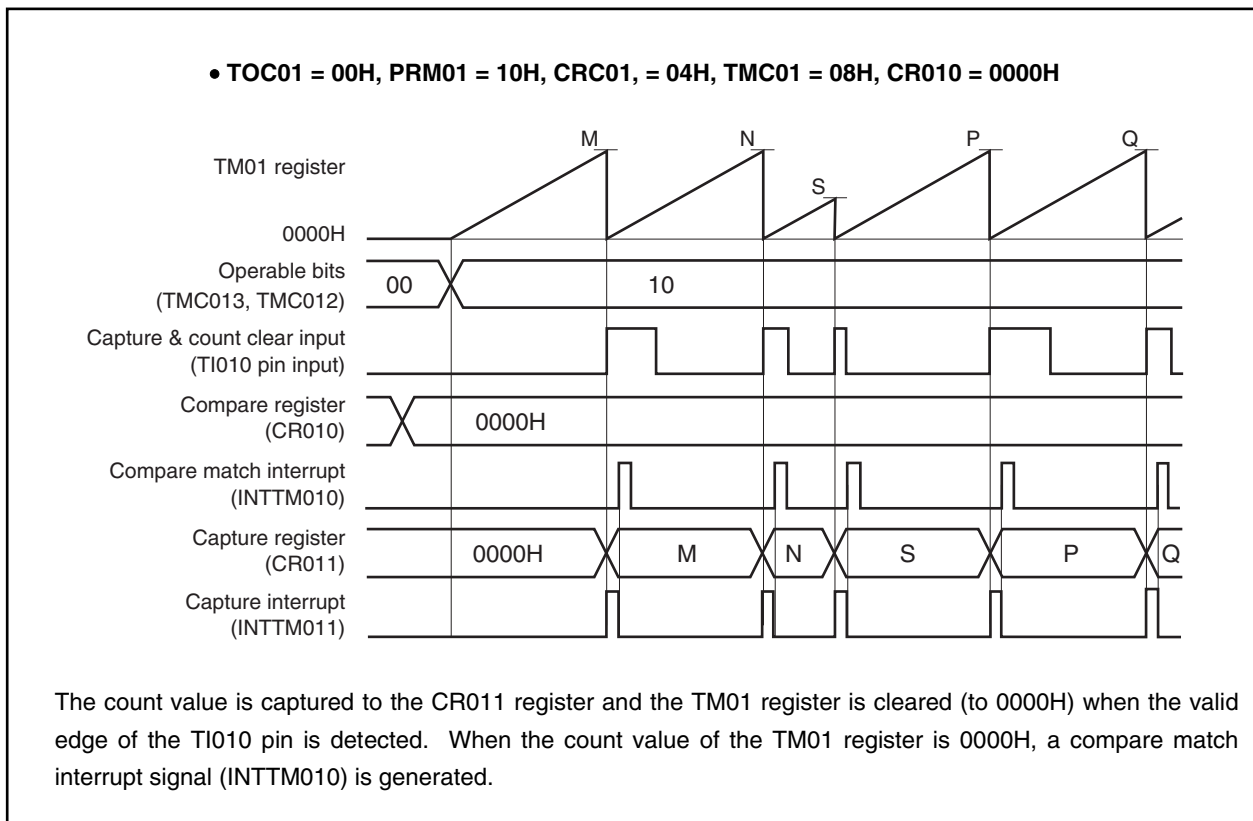 • TOC01 = 00H, PRM01 = 10H, CRC01, = 04H, TMC01 = 08H, CR010 = 0000H
M N S P Q
TM01 register
0000H
Operable bits
(TMC013, TMC012)
00 10
Capture & count clear input
(TI010 pin input)
Compare register
(CR010)
0000H
Compare match interrupt
(INTTM010)
Capture register
(CR011)
0000H M N S P Q
Capture interrupt
(INTTM011)
The count value is captured to the CR011 register and the TM01 register is cleared (to 0000H) when the valid
edge of the TI010 pin is detected. When the count value of the TM01 register is 0000H, a compare match
interrupt signal (INTTM010) is generated.